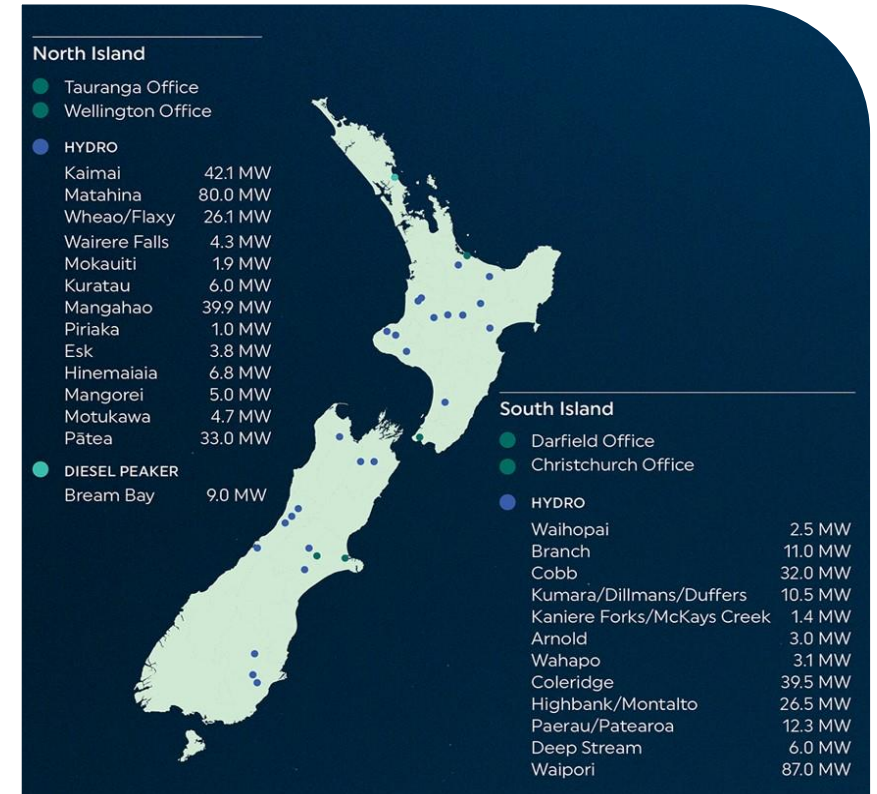 North Island
Tauranga Office
Wellington Office
HYDRO
Kaimai 42.1 MW
Matahina 80.0 MW
Wheao/Flaxy 26.1 MW
Wairere Falls 4.3 MW
Mokauiti 1.9 MW
Kuratau 6.0 MW
Mangahao 39.9 MW
Piriaka 1.0 MW
Esk 3.8 MW
Hinemaiaia 6.8 MW
Mangorei 5.0 MW
Motukawa 4.7 MW
Pātea 33.0 MW
DIESEL PEAKER
Bream Bay 9.0 MW
South Island
Darfield Office
Christchurch Office
HYDRO
Waihopai 2.5 MW
Branch 11.0 MW
Cobb 32.0 MW
Kumara/Dillmans/Duffers 10.5 MW
Kaniere Forks/McKays Creek 1.4 MW
Arnold 3.0 MW
Wahapo 3.1 MW
Coleridge 39.5 MW
Highbank/Montalto 26.5 MW
Paerau/Patearoa 12.3 MW
Deep Stream 6.0 MW
Waipori 87.0 MW